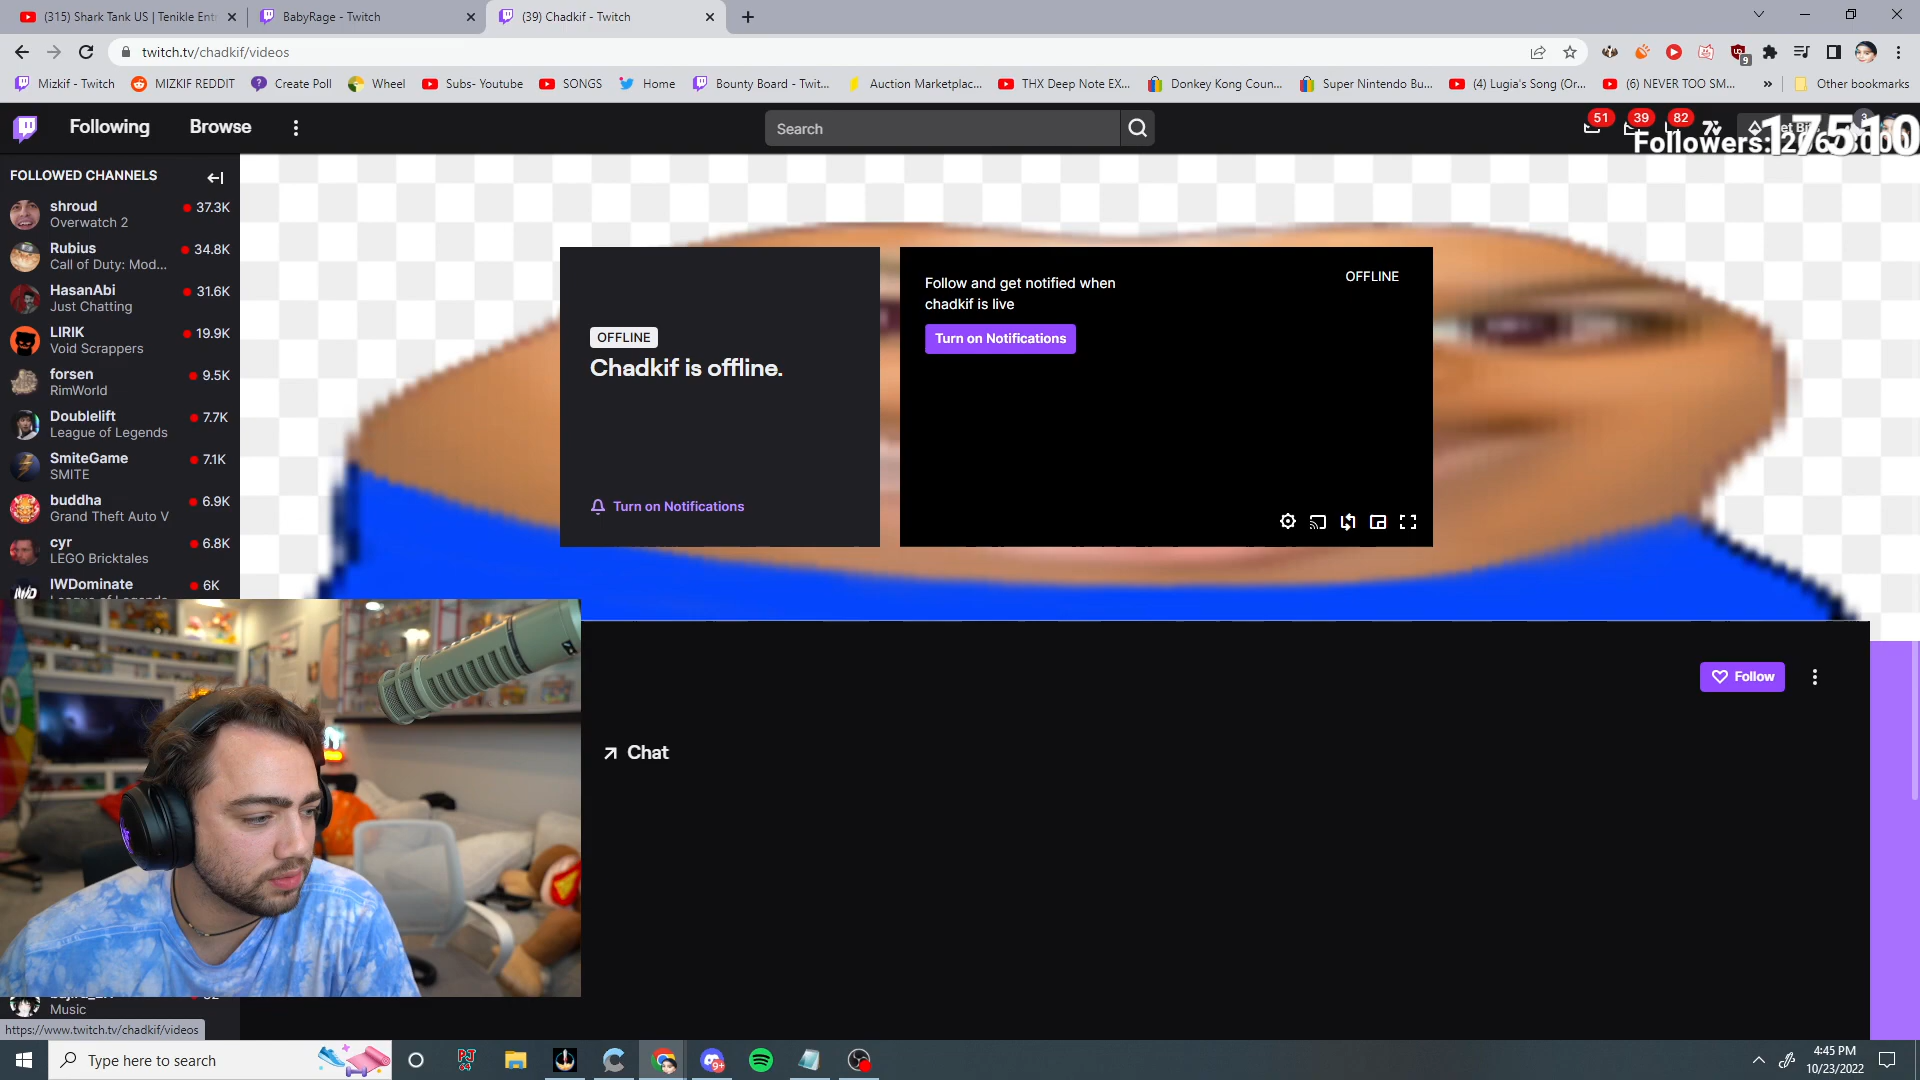 (315) Shark Tank US | Tenikle Ent
BabyRage - Twitch
(39) Chadkif - Twitch
twitch.tv/chadkif/videos
9
Mizkif - Twitch
MIZKIF REDDIT
Create Poll
Wheel
Subs- Youtube
SONGS
Home
Bounty Board - Twit...
Auction Marketplac...
THX Deep Note EX...
Donkey Kong Coun...
Super Nintendo Bu...
(4) Lugia's Song (Or...
(6) NEVER TOO SM...
Other bookmarks
Following
Browse
Search
51
39
82
3
17510
Followers:
FOLLOWED CHANNELS
shroud
37.3K
Overwatch 2
Rubius
34.8K
Call of Duty: Mod...
HasanAbi
31.6K
Just Chatting
LIRIK
19.9K
Void Scrappers
forsen
9.5K
RimWorld
Doublelift
7.7K
League of Legends
SmiteGame
7.1K
SMITE
buddha
6.9K
Grand Theft Auto V
cyr
6.8K
LEGO Bricktales
IWDominate
6K
Music
https://www.twitch.tv/chadkif/videos
OFFLINE
Chadkif is offline.
Turn on Notifications
Follow and get notified when
chadkif is live
OFFLINE
Turn on Notifications
Follow
Chat
Type here to search
9+
4:45 PM
10/23/2022